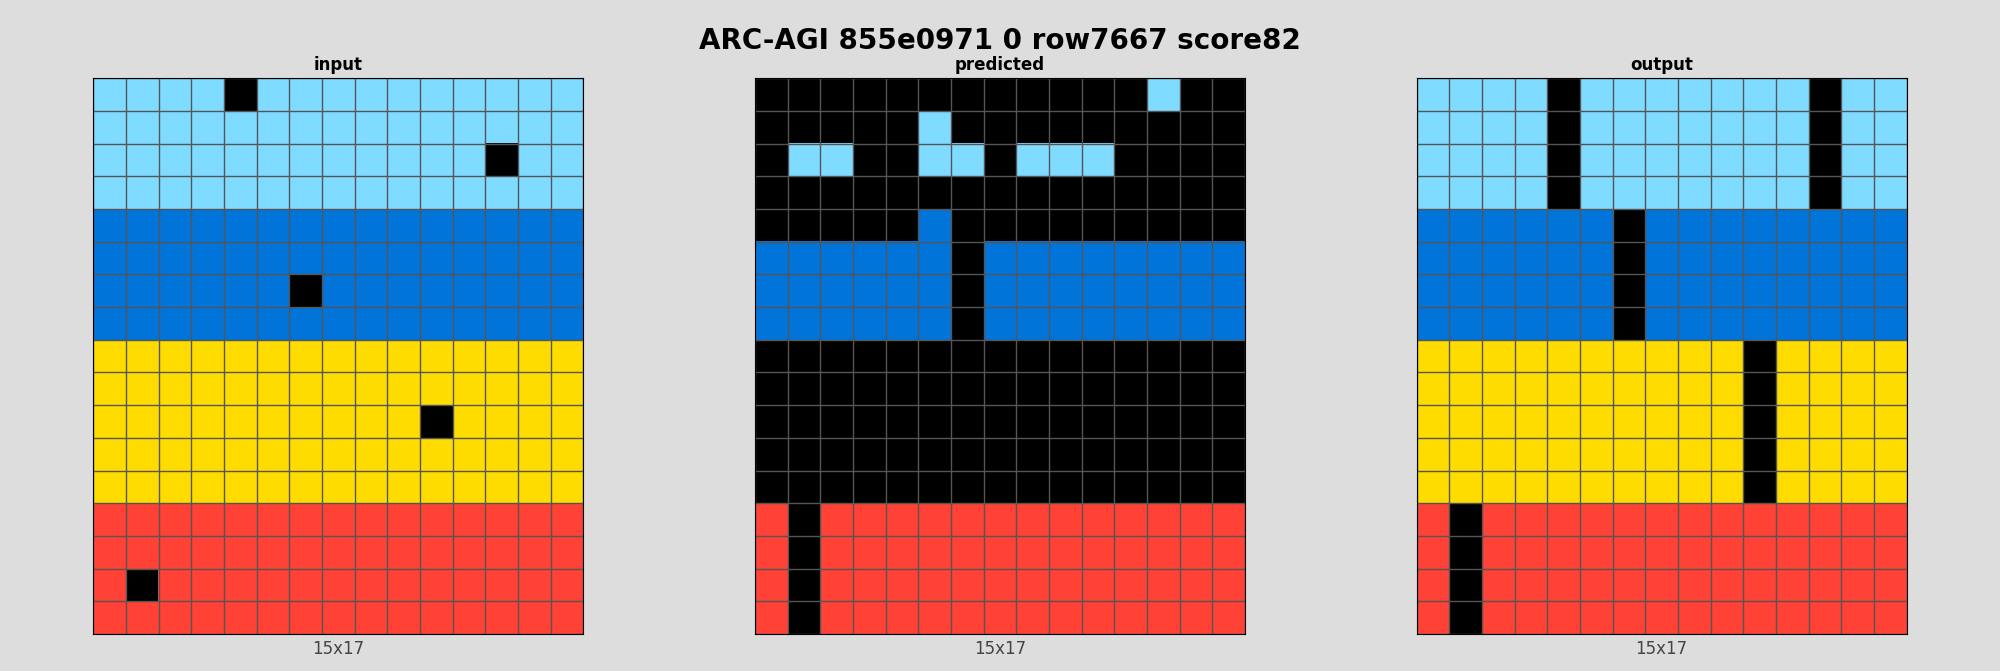 ARC-AGI 855e0971 0 row7667 score82
input
predicted
output
15x17
15x17
15x17